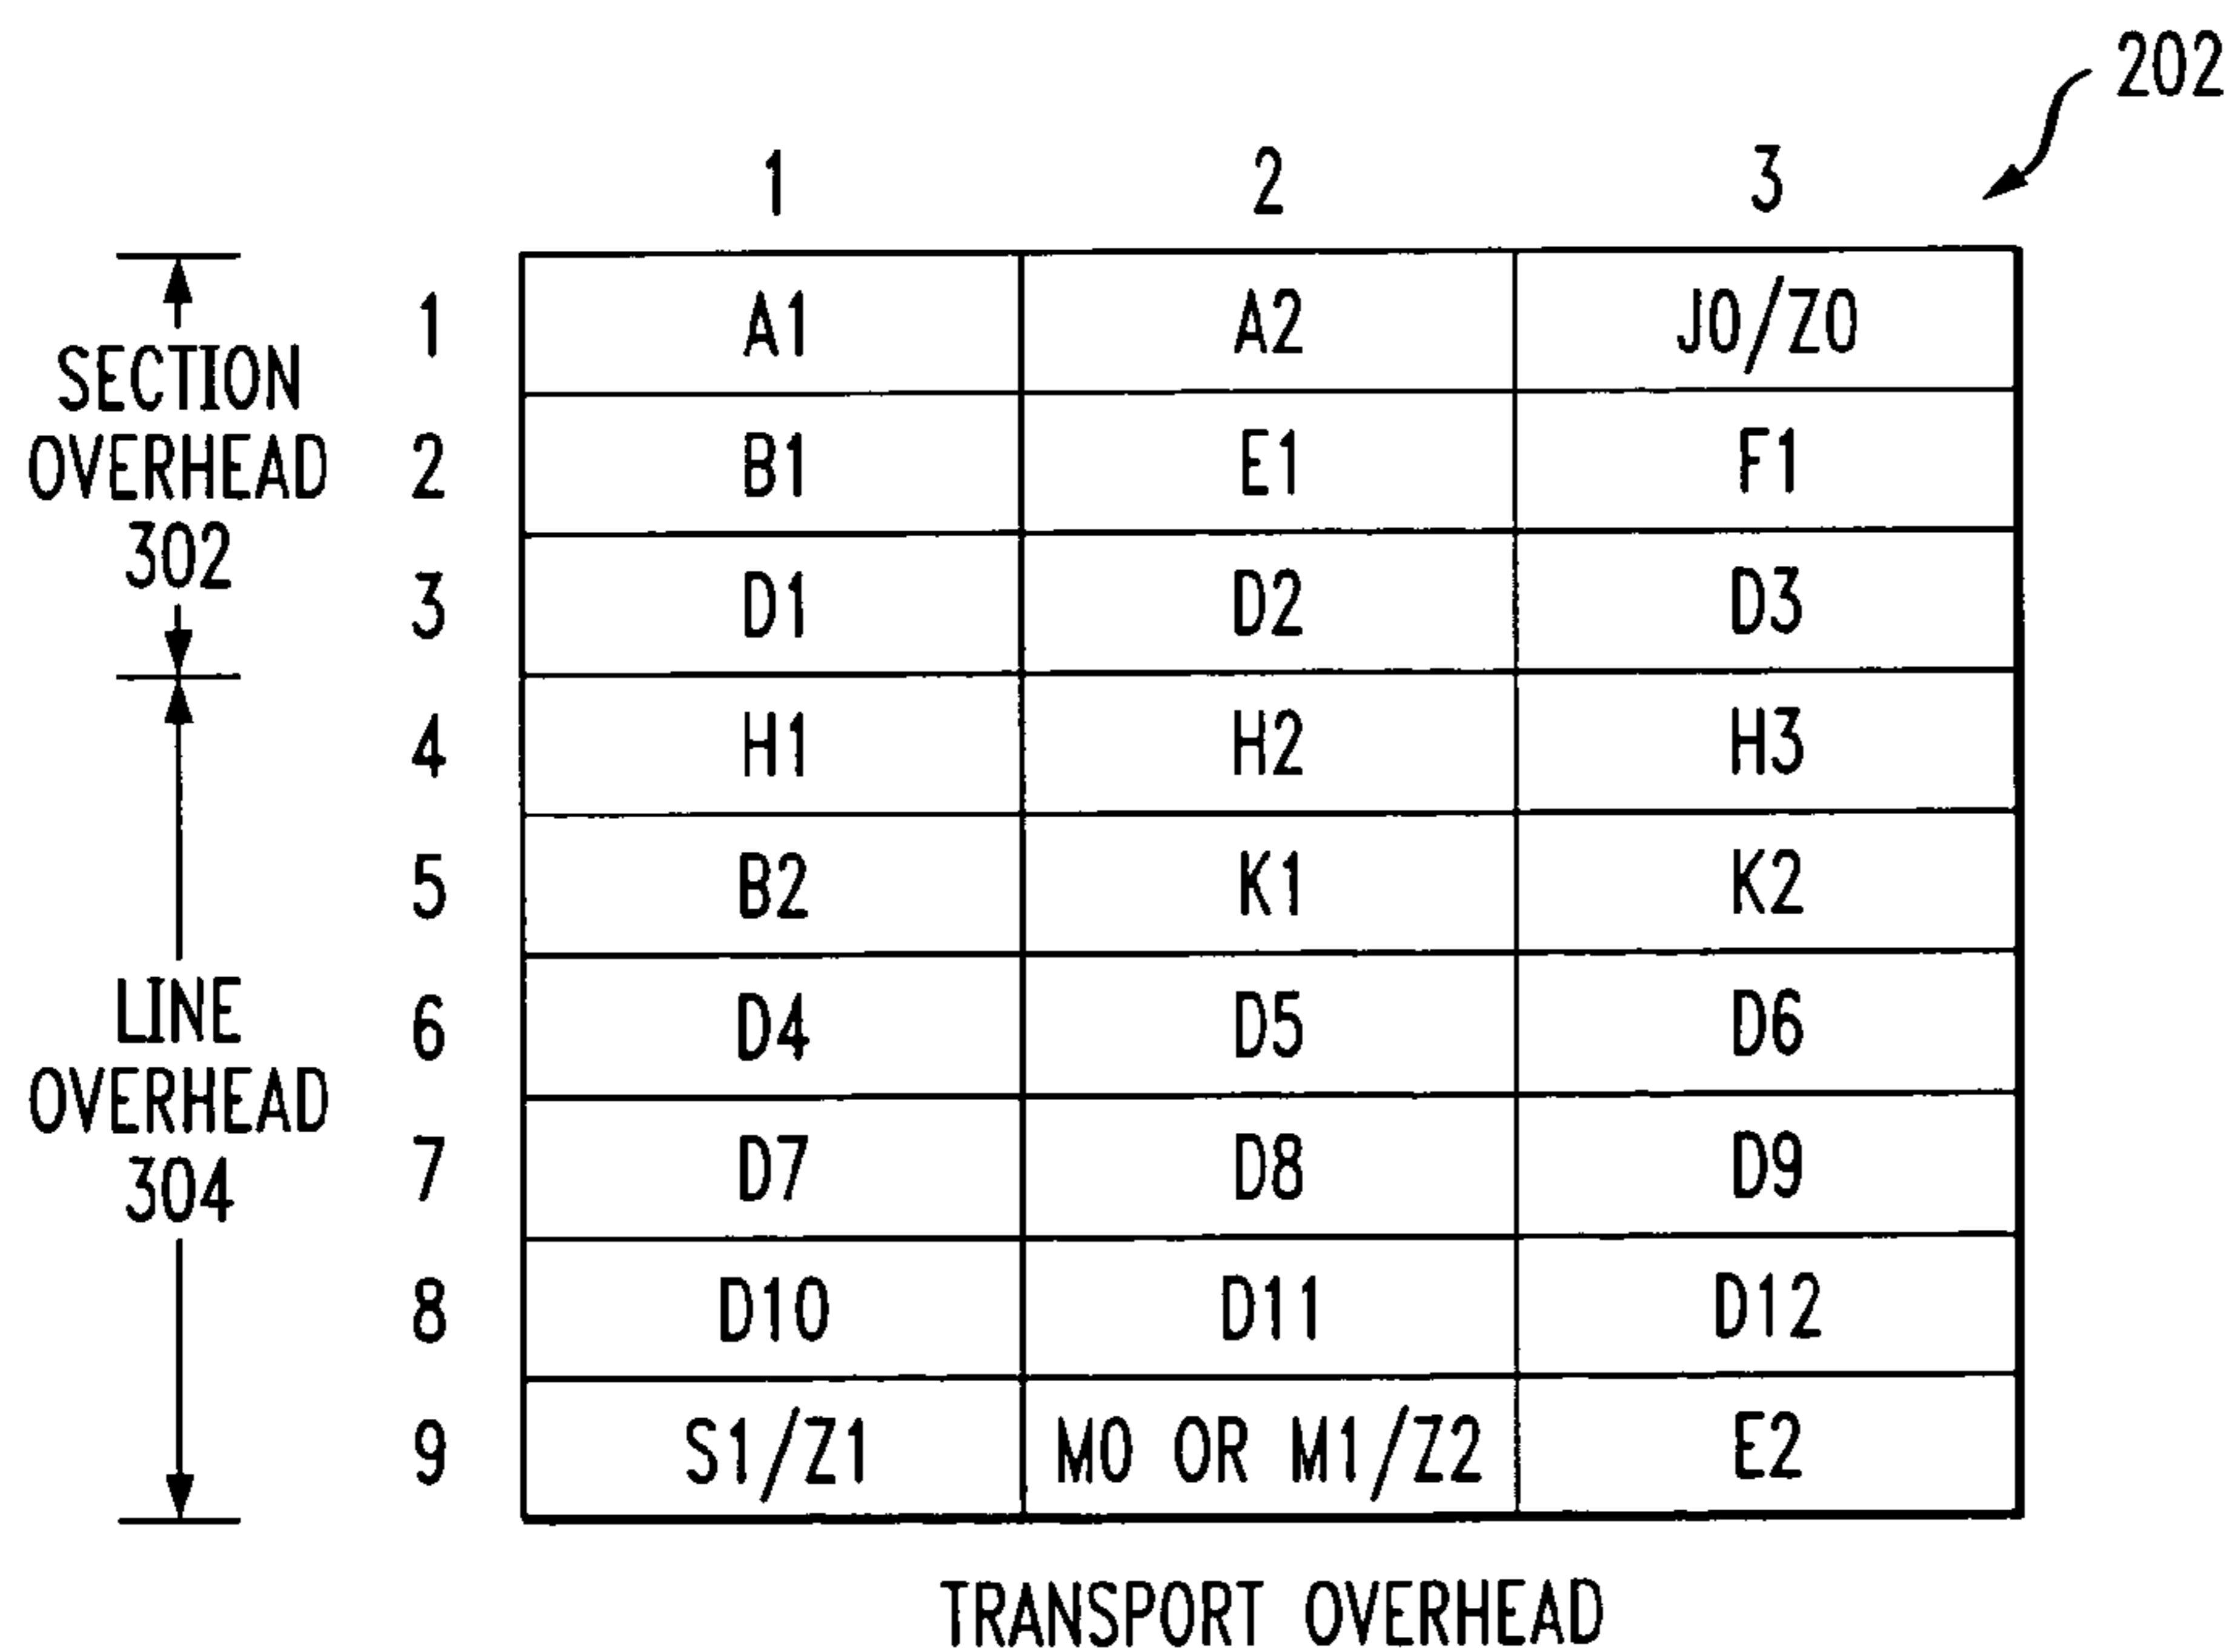 202
1 2 3
1 A1 A2 J0/Z0
SECTION
OVERHEAD
302
2 B1 E1 F1
3 D1 D2 D3
4 H1 H2 H3
5 B2 K1 K2
LINE
OVERHEAD
304
6 D4 D5 D6
7 D7 D8 D9
8 D10 D11 D12
9 S1/Z1 M0 OR M1/Z2 E2
TRANSPORT OVERHEAD